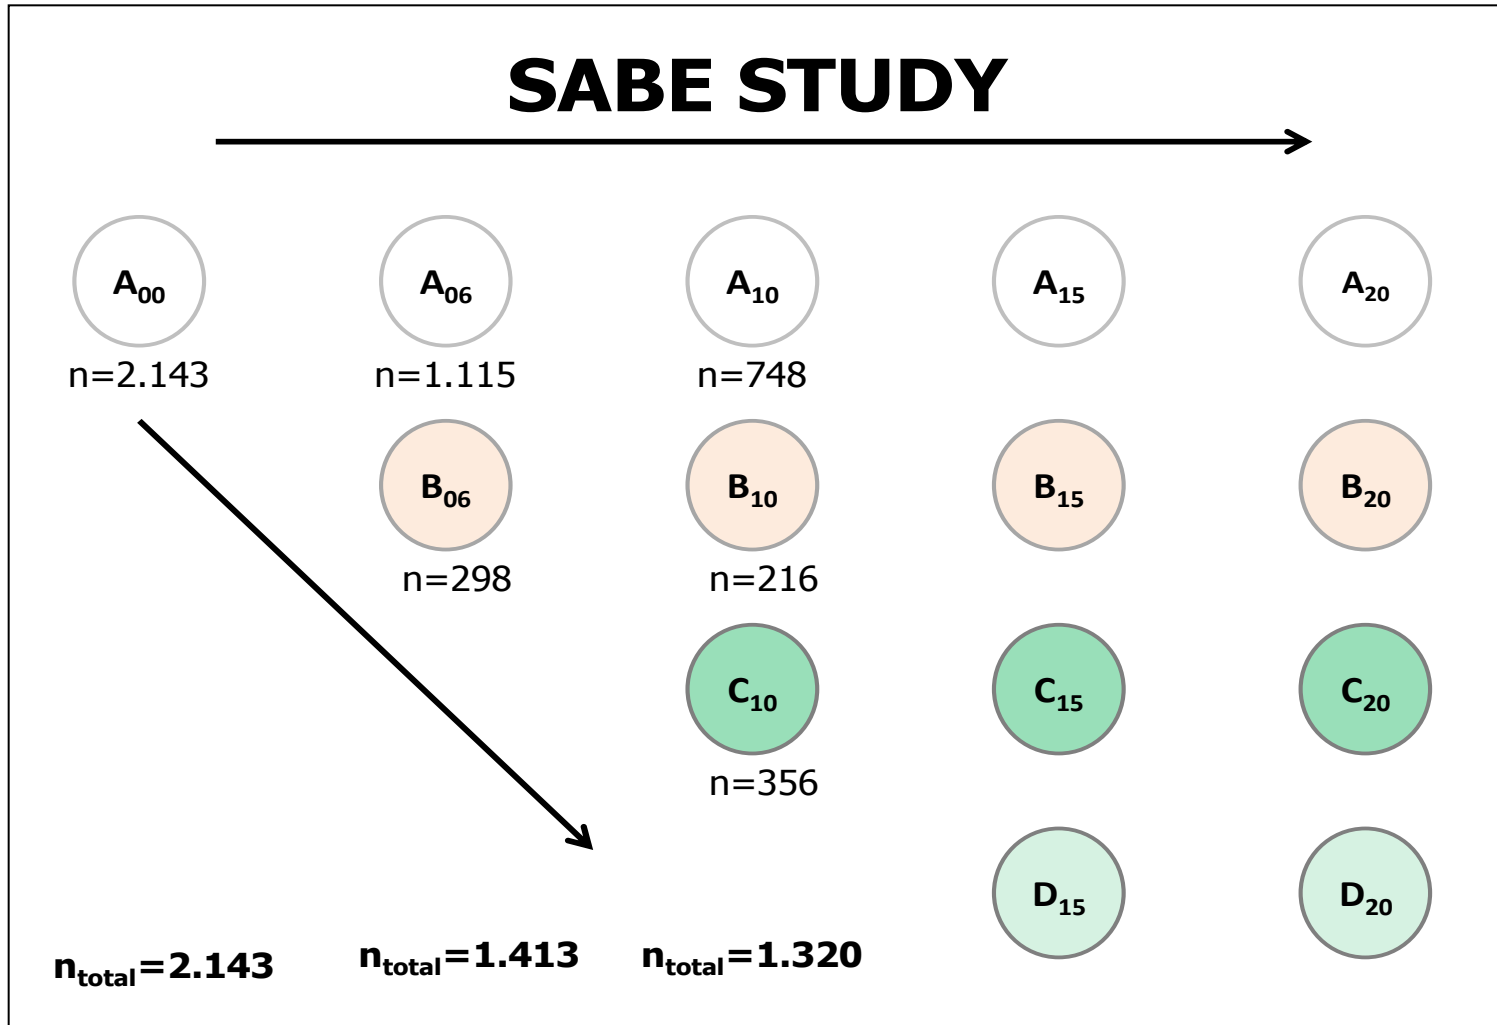 SABE STUDY
A00 A06 A10 A15 A20
n=2.143 n=1.115 n=748
B06 B10 B15 B20
n=298 n=216
C10 C15 C20
n=356
D15 D20
ntotal=2.143 ntotal=1.413 ntotal=1.320